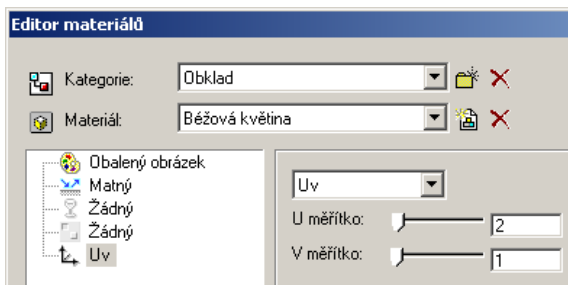 Editor materiálů
Kategorie: Obklad
Materiál: Béžová květina
Obalený obrázek
Matný
Žádný
Žádný
Uv
Uv
U měřítko: 2
V měřítko: 1